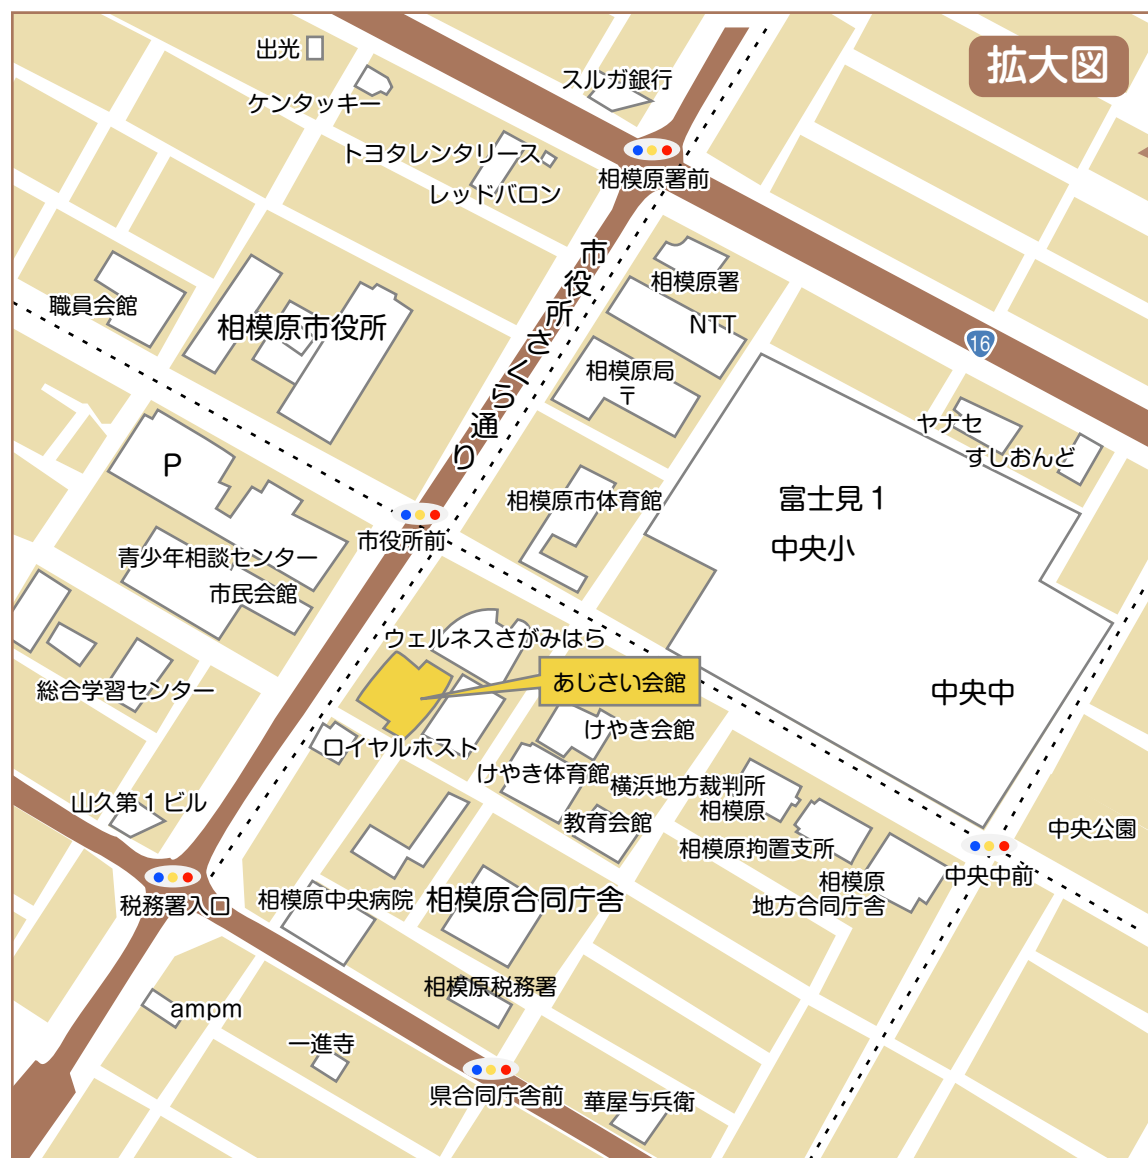 拡大図
出光
ケンタッキー
スルガ銀行
トヨタレンタリース
レッドバロン
相模原署前
市役所さくら通り
職員会館
相模原市役所
相模原署
NTT
相模原局
〒
16
ヤナセ
すしおんど
P
相模原市体育館
富士見1
中央小
市役所前
青少年相談センター
市民会館
ウェルネスさがみはら
あじさい会館
総合学習センター
中央中
けやき会館
ロイヤルホスト
けやき体育館
横浜地方裁判所
相模原
山久第1ビル
教育会館
相模原拘置支所
中央公園
税務署入口
相模原中央病院
相模原合同庁舎
相模原
地方合同庁舎
中央中前
相模原税務署
ampm
一進寺
県合同庁舎前
華屋与兵衛